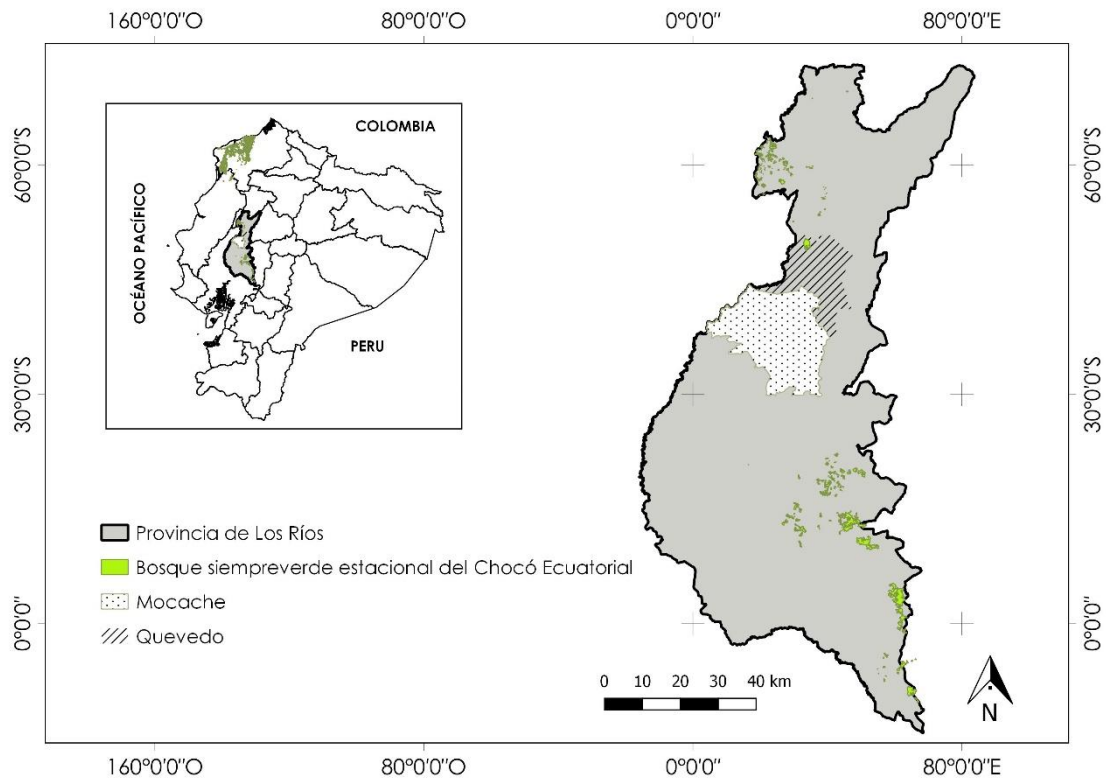 160°0'0"O 80°0'0"O 0°0'0" 80°0'0"E
60°0'0"S
30°0'0"S
0°0'0"
COLOMBIA
OCÉANO PACÍFICO
PERU
Provincia de Los Ríos
Bosque siempreverde estacional del Chocó Ecuatorial
Mocache
Quevedo
0 10 20 30 40 km
N
60°0'0"S
30°0'0"S
0°0'0"
160°0'0"O 80°0'0"O 0°0'0" 80°0'0"E